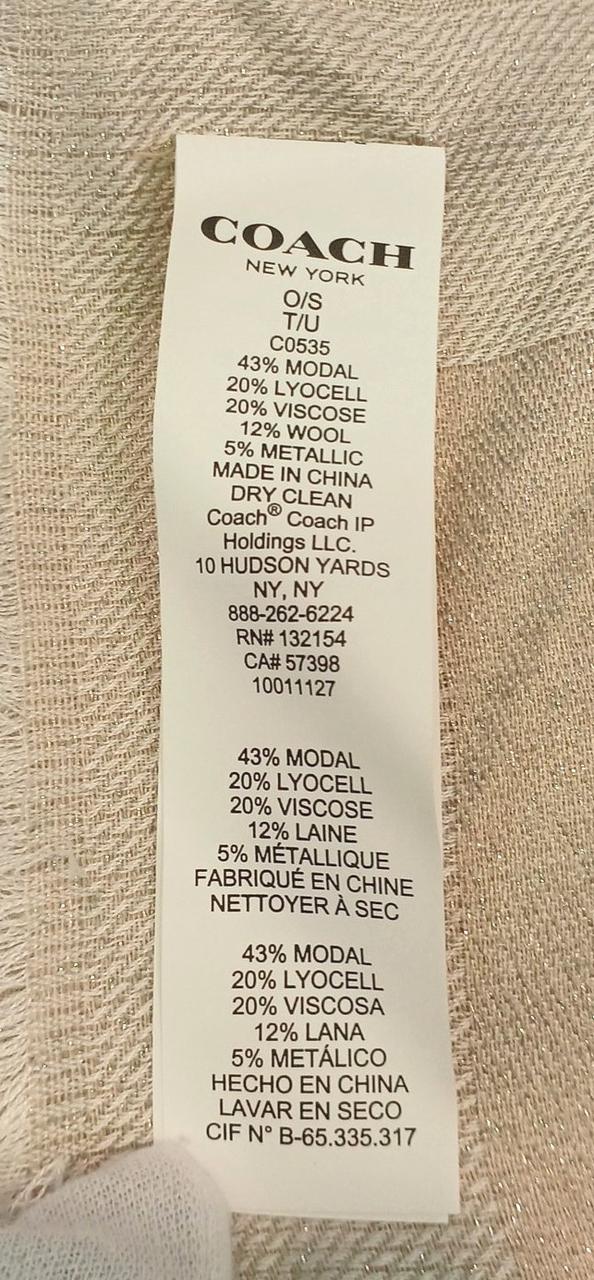 COACH
NEW YORK
O/S
T/U
C0535
43% MODAL
20% LYOCELL
20% VISCOSE
12% WOOL
5% METALLIC
MADE IN CHINA
DRY CLEAN
Coach® Coach IP
Holdings LLC.
10 HUDSON YARDS
NY, NY
888-262-6224
RN# 132154
CA# 57398
10011127
43% MODAL
20% LYOCELL
20% VISCOSE
12% LAINE
5% MÉTALLIQUE
FABRIQUÉ EN CHINE
NETTOYER À SEC
43% MODAL
20% LYOCELL
20% VISCOSA
12% LANA
5% METÁLICO
HECHO EN CHINA
LAVAR EN SECO
CIF N° B-65.335.317